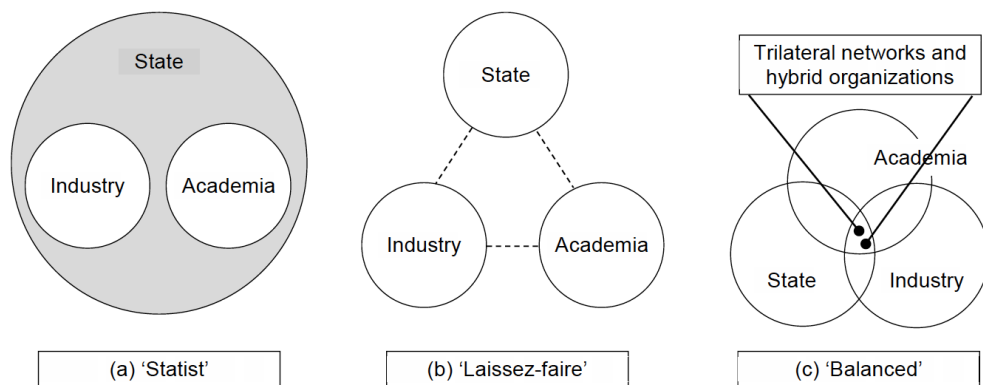 State
Industry
Academia
(a) ‘Statist’
State
Industry
Academia
(b) ‘Laissez-faire’
Trilateral networks and
hybrid organizations
Academia
State
Industry
(c) ‘Balanced’